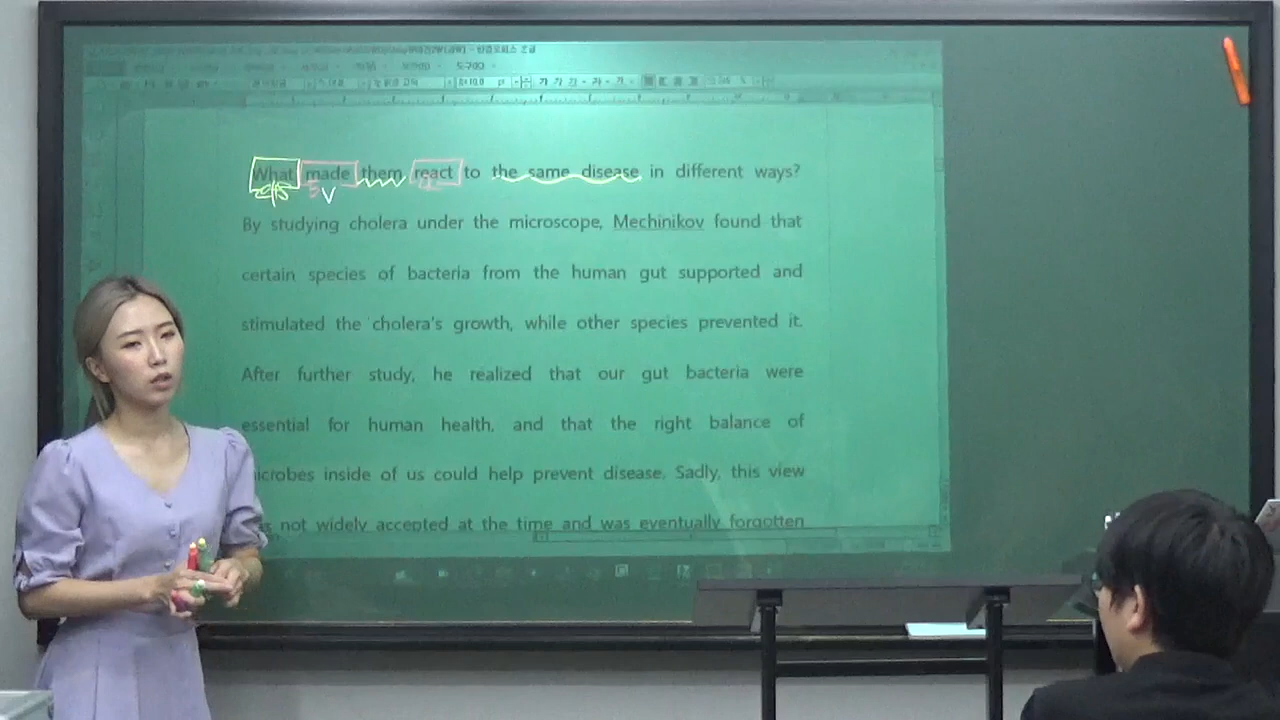 What made them react to the same disease in different ways?
By studying cholera under the microscope, Mechinikov found that
certain species of bacteria from the human gut supported and
stimulated the cholera's growth, while other species prevented it.
After further study, he realized that our gut bacteria were
essential for human health, and that the right balance of
microbes inside of us could help prevent disease. Sadly, this view
not widely accepted at the time and was eventually forgotten